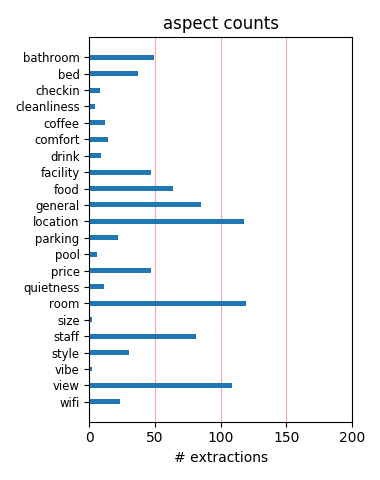 aspect counts
bathroom
bed
checkin
cleanliness
coffee
comfort
drink
facility
food
general
location
parking
pool
price
quietness
room
size
staff
style
vibe
view
wifi
0 50 100 150 200
# extractions